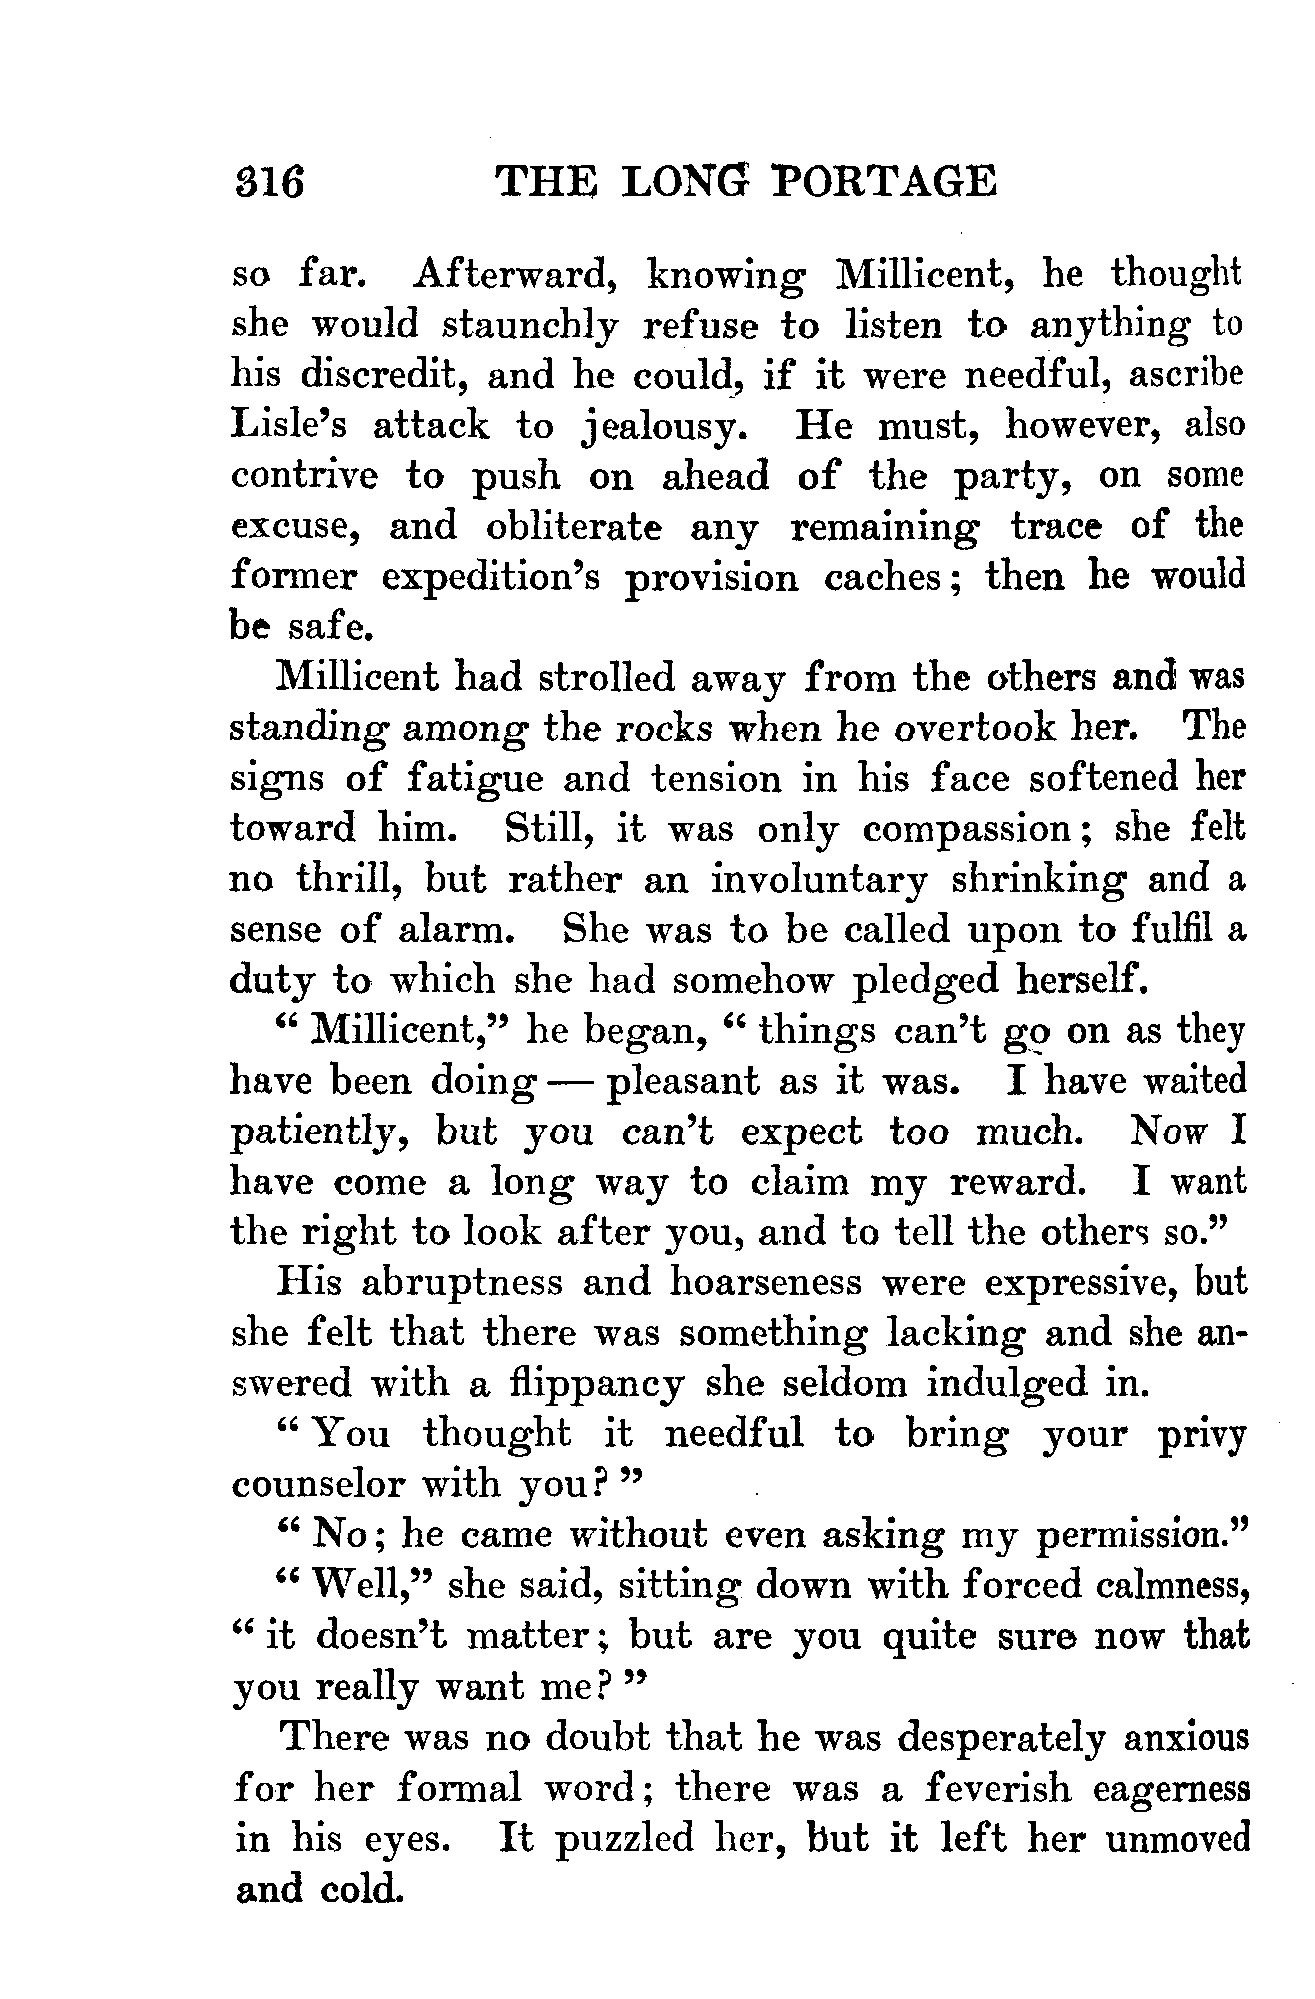 316 THE LONG PORTAGE
so far. Afterward, knowing Millicent, he thought
she would staunchly refuse to listen to anything to
his discredit, and he could, if it were needful, ascribe
Lisle's attack to jealousy. He must, however, also
contrive to push on ahead of the party, on some
excuse, and obliterate any remaining trace of the
former expedition's provision caches; then he would
be safe.
Millicent had strolled away from the others and was
standing among the rocks when he overtook her. The
signs of fatigue and tension in his face softened her
toward him. Still, it was only compassion; she felt
no thrill, but rather an involuntary shrinking and a
sense of alarm. She was to be called upon to fulfil a
duty to which she had somehow pledged herself.
"Millicent," he began, "things can't go on as they
have been doing—pleasant as it was. I have waited
patiently, but you can't expect too much. Now I
have come a long way to claim my reward. I want
the right to look after you, and to tell the others so."
His abruptness and hoarseness were expressive, but
she felt that there was something lacking and she an-
swered with a flippancy she seldom indulged in.
"You thought it needful to bring your privy
counselor with you?"
"No; he came without even asking my permission."
"Well," she said, sitting down with forced calmness,
"it doesn't matter; but are you quite sure now that
you really want me?"
There was no doubt that he was desperately anxious
for her formal word; there was a feverish eagerness
in his eyes. It puzzled her, but it left her unmoved
and cold.